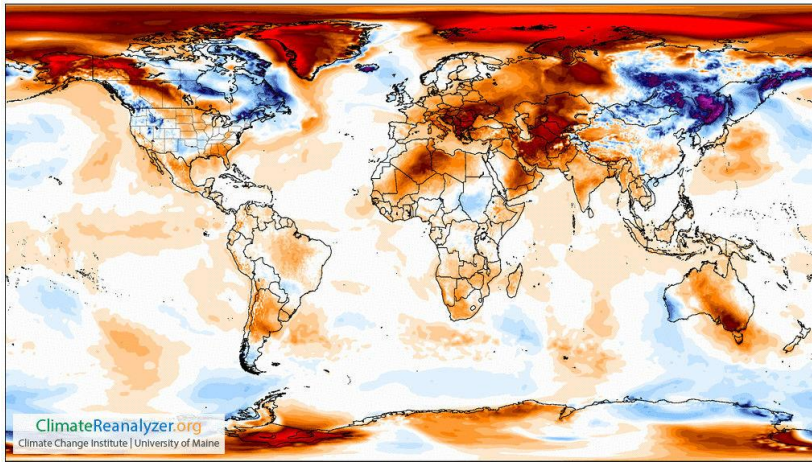 ClimateReanalyzer.org
Climate Change Institute | University of Maine